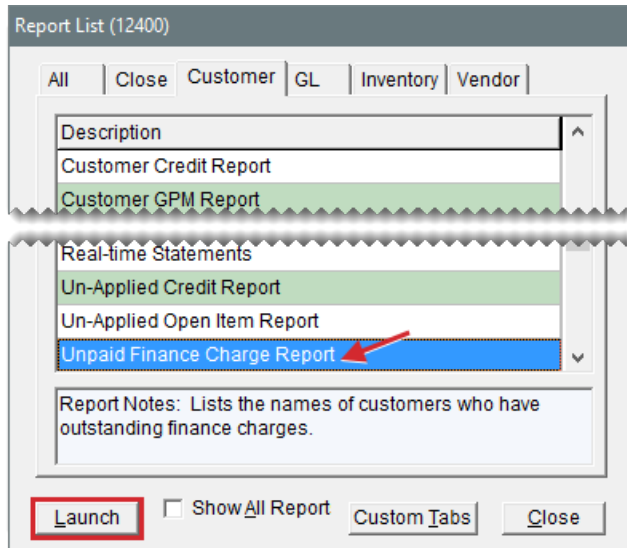 Report List (12400)
All Close Customer GL Inventory Vendor
Description
Customer Credit Report
Customer GPM Report
Real-time Statements
Un-Applied Credit Report
Un-Applied Open Item Report
Unpaid Finance Charge Report
Report Notes: Lists the names of customers who have
outstanding finance charges.
Launch Show All Report Custom Tabs Close